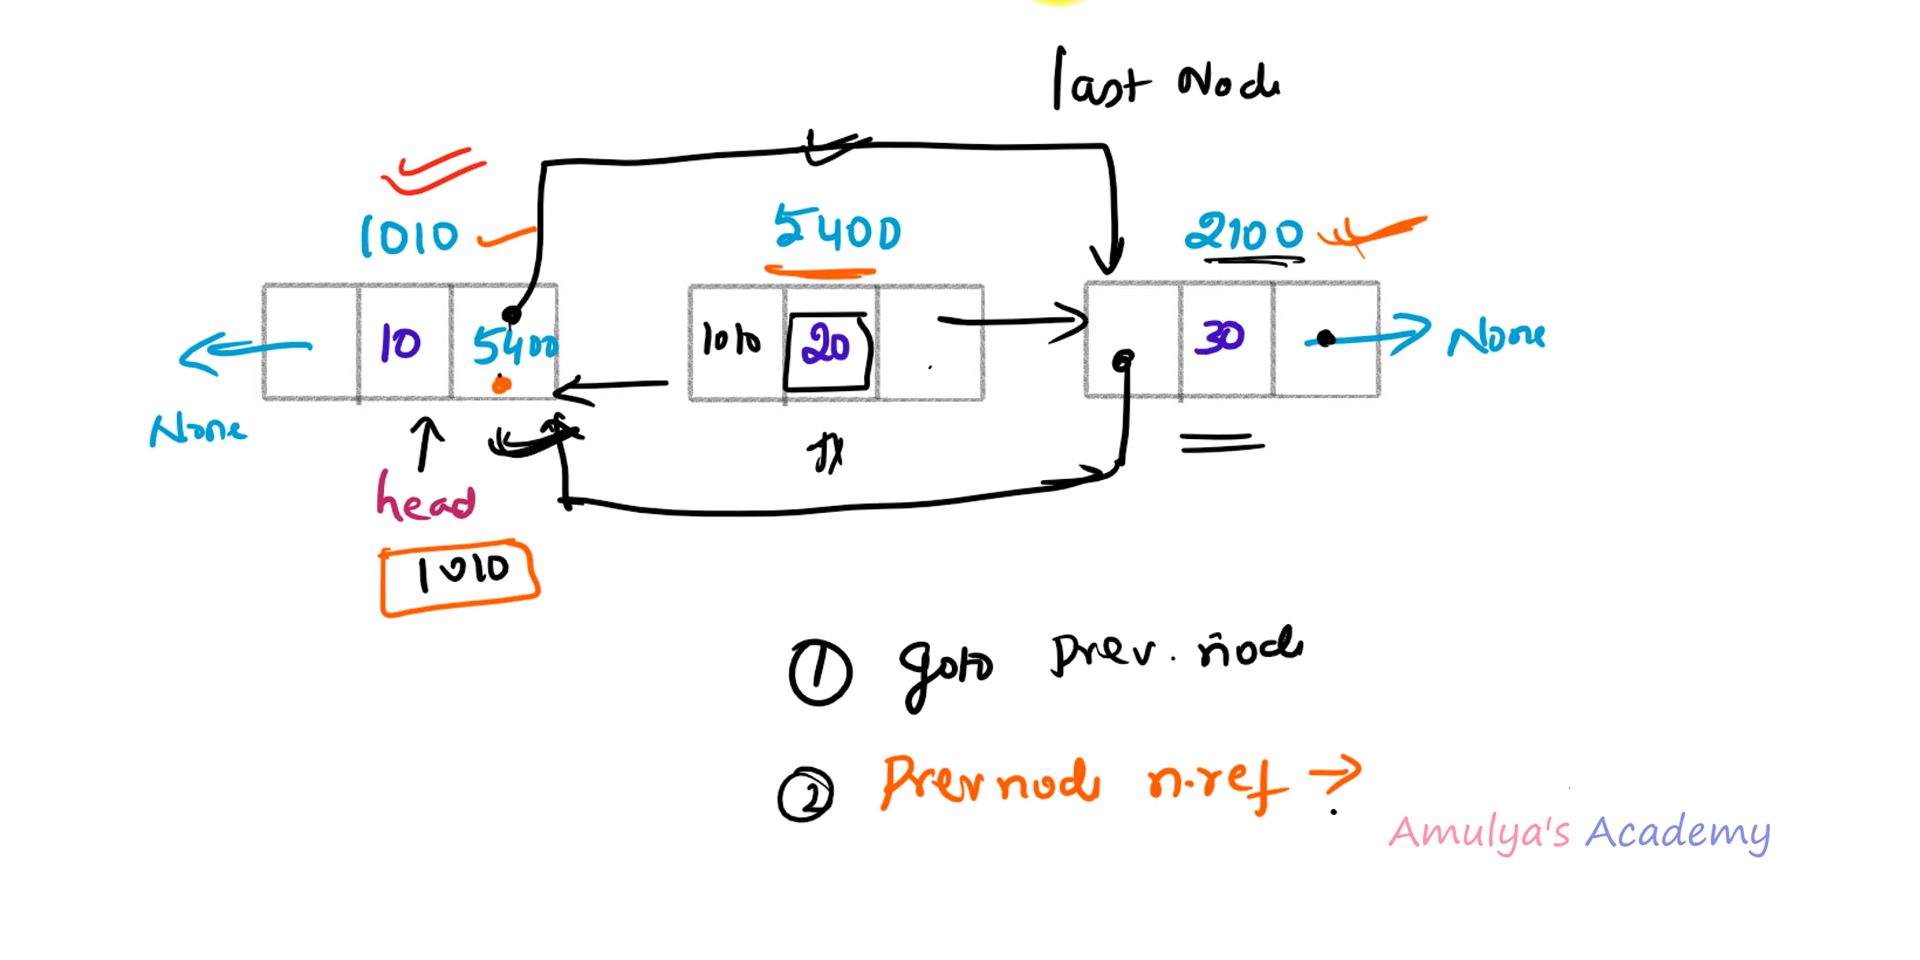 last Node
1010 5400 2100
10 5400 1010 20 30 None
None
head
1010
① goto Prev. node
② Prev node n.ref →
Amulya's Academy